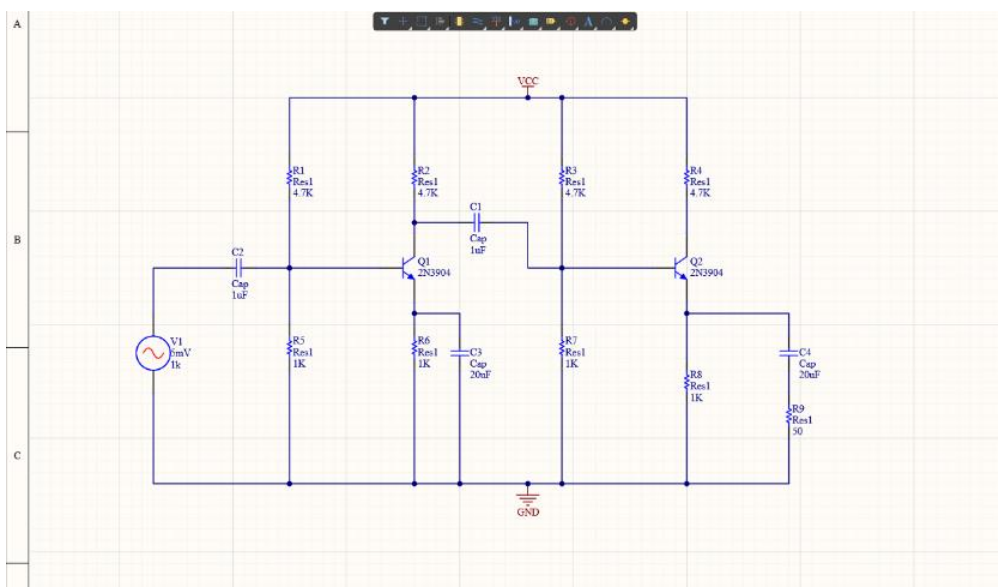 A
VCC
R1
Res1
4.7K
R2
Res1
4.7K
R3
Res1
4.7K
R4
Res1
4.7K
C1
Cap
1uF
B
C2
Cap
1uF
Q1
2N3904
Q2
2N3904
V1
5mV
1k
R5
Res1
1K
R6
Res1
1K
C3
Cap
20uF
R7
Res1
1K
R8
Res1
1K
C4
Cap
20uF
R9
Res1
50
C
GND